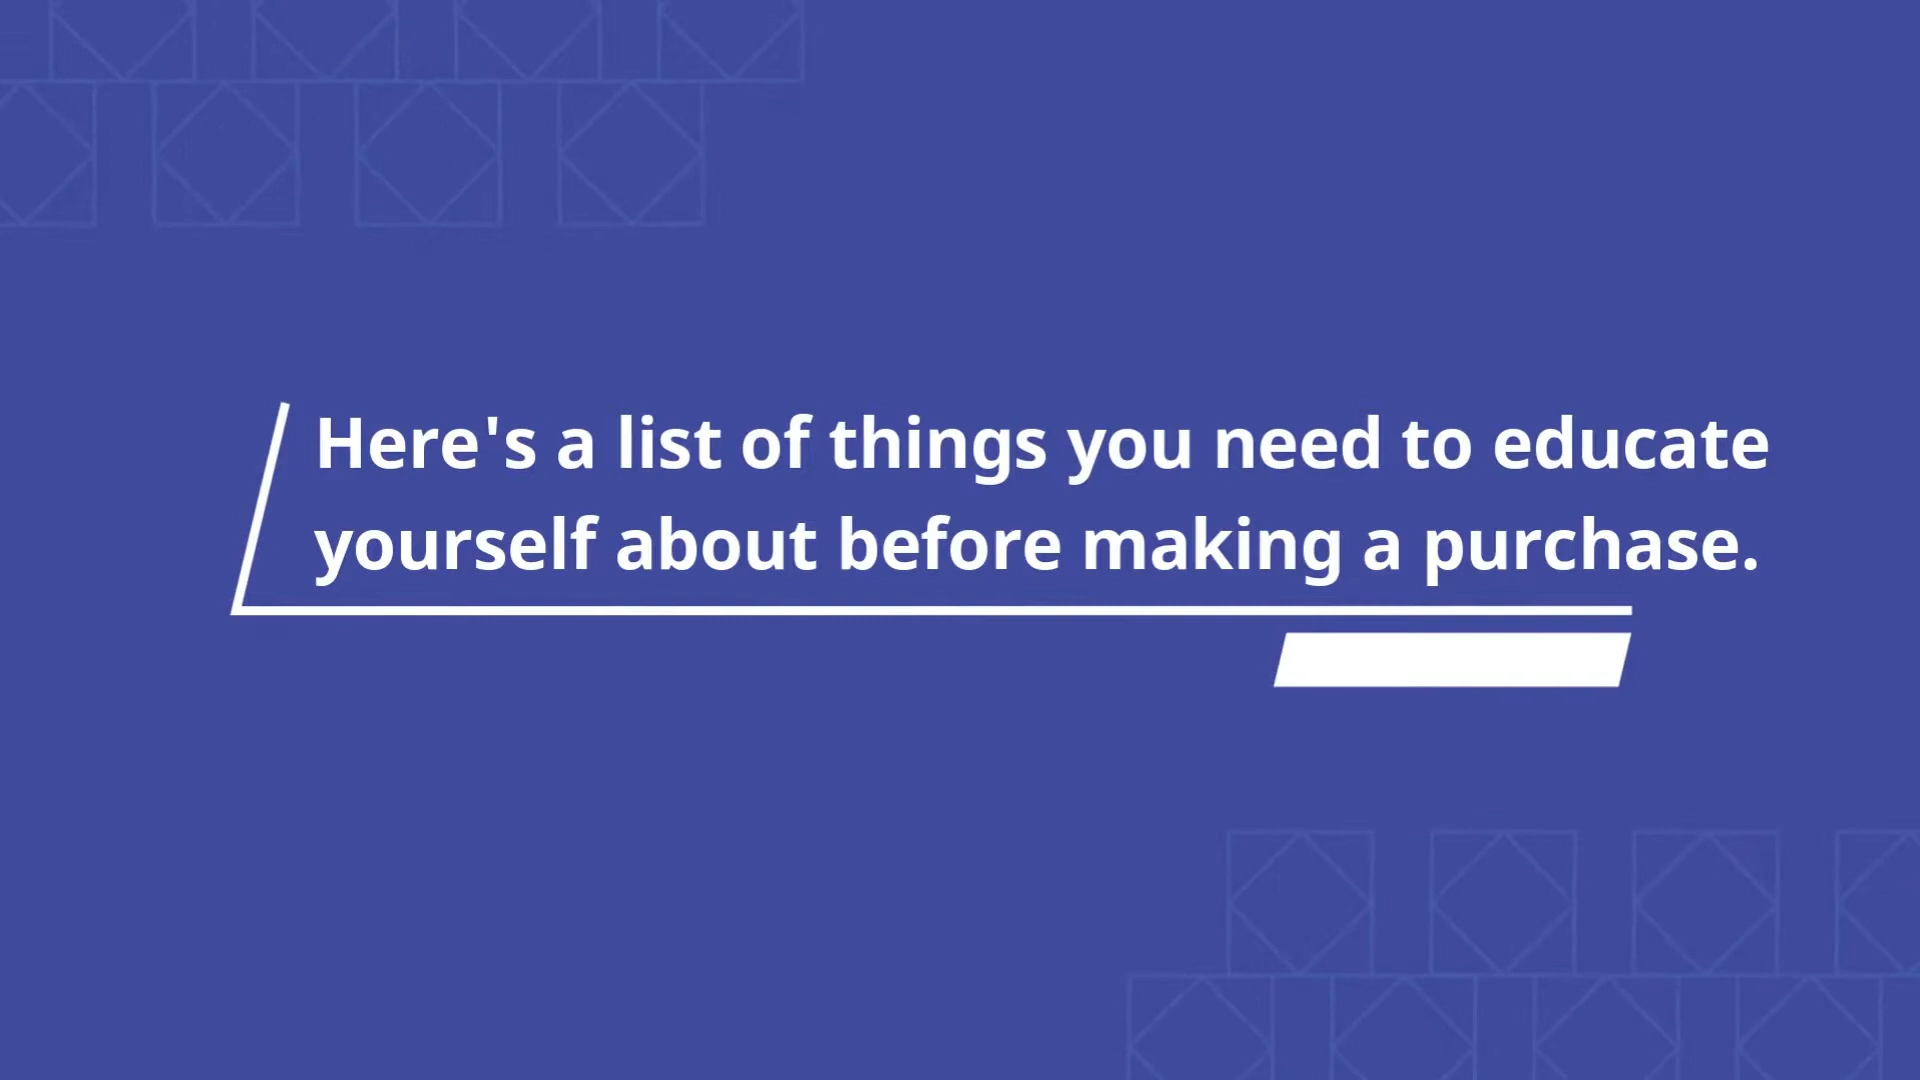 Here's a list of things you need to educate
yourself about before making a purchase.